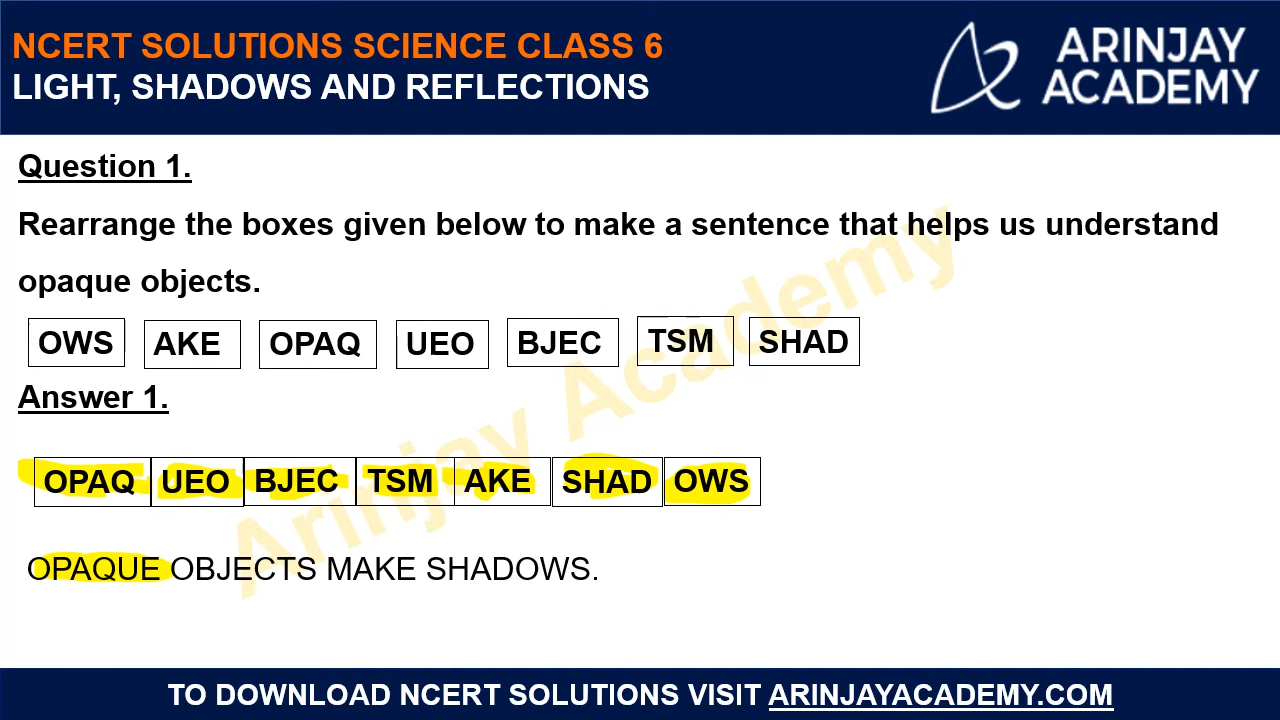 NCERT SOLUTIONS SCIENCE CLASS 6
LIGHT, SHADOWS AND REFLECTIONS
ARINJAY
ACADEMY
Question 1.
Rearrange the boxes given below to make a sentence that helps us understand
opaque objects.
OWS AKE OPAQ UEO BJEC TSM SHAD
Answer 1.
OPAQ UEO BJEC TSM AKE SHAD OWS
OPAQUE OBJECTS MAKE SHADOWS.
Arinjay Academy
TO DOWNLOAD NCERT SOLUTIONS VISIT ARINJAYACADEMY.COM